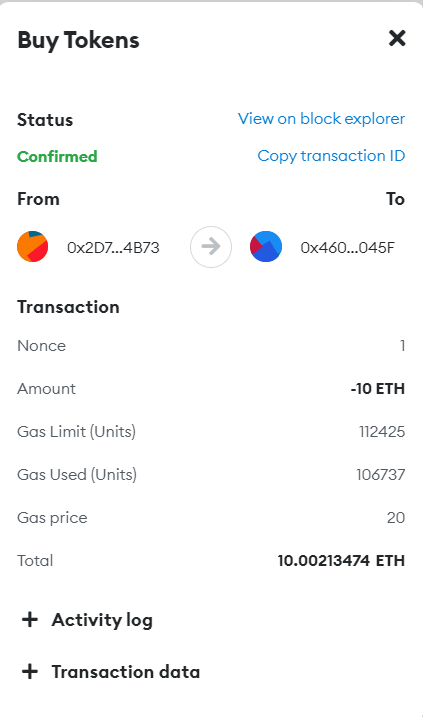 Buy Tokens
Status View on block explorer
Confirmed Copy transaction ID
From To
0x2D7...4B73 0x460...045F
Transaction
Nonce 1
Amount -10 ETH
Gas Limit (Units) 112425
Gas Used (Units) 106737
Gas price 20
Total 10.00213474 ETH
+ Activity log
+ Transaction data